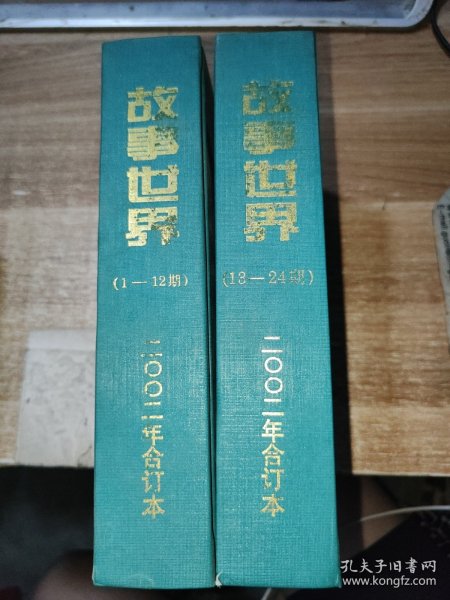 故事世界
(1—12期)
二〇〇二年合订本
故事世界
(13—24期)
二〇〇二年合订本
孔夫子旧书网
www.kongfz.com